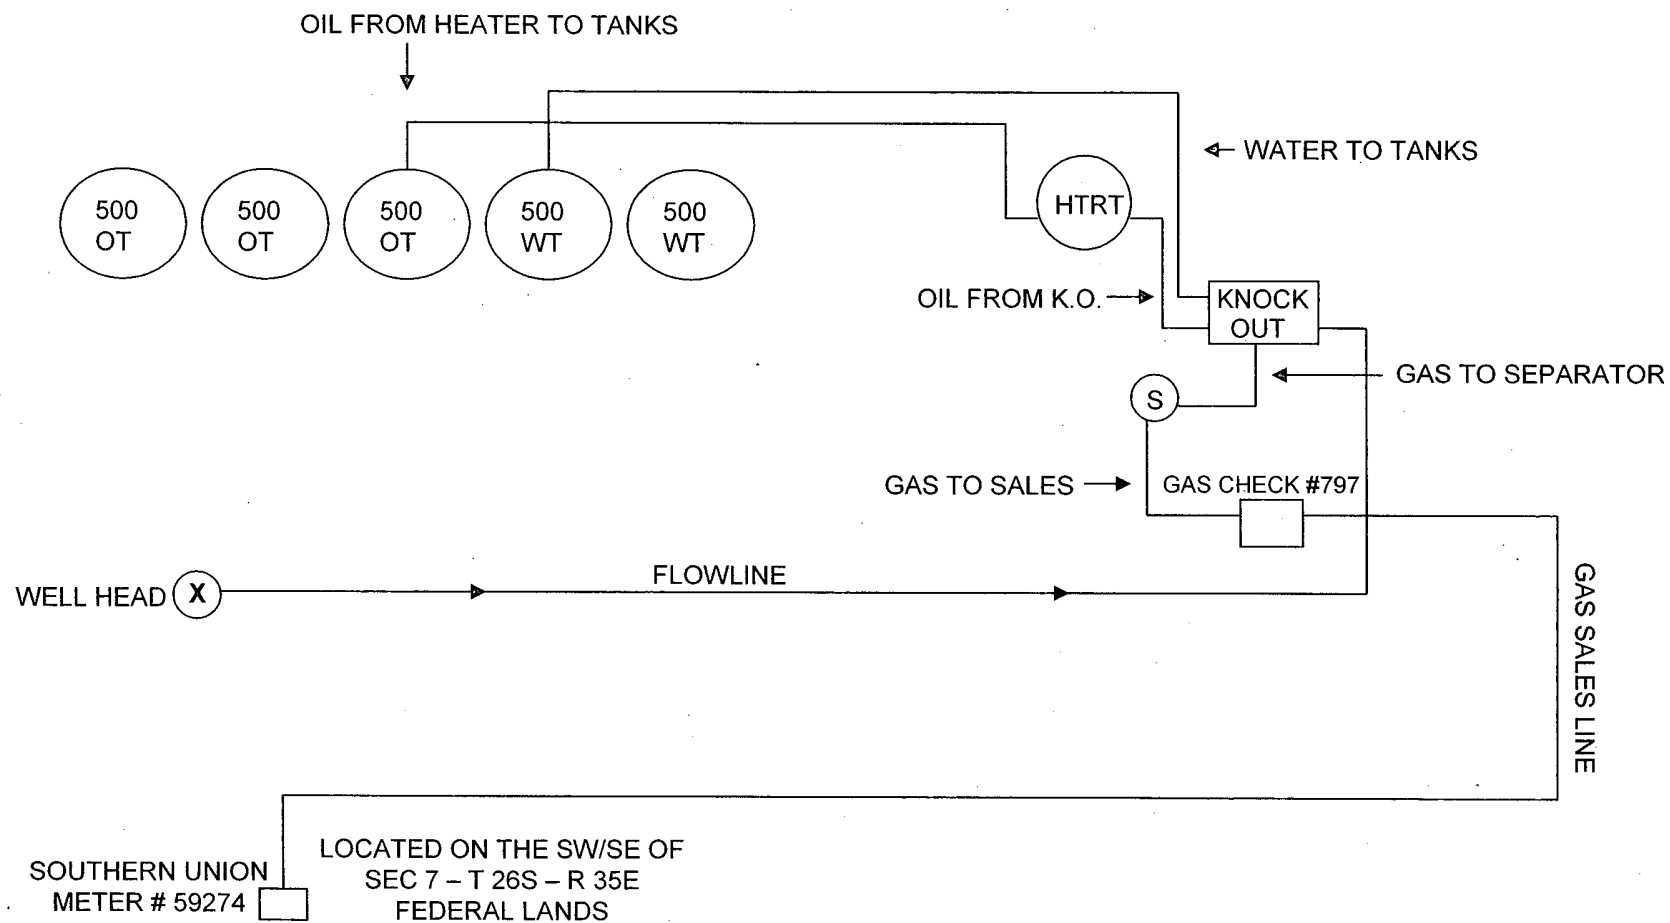 OIL FROM HEATER TO TANKS
WATER TO TANKS
500
OT
500
OT
500
OT
500
WT
500
WT
HTRT
OIL FROM K.O.
KNOCK
OUT
GAS TO SEPARATOR
S
GAS TO SALES
GAS CHECK #797
WELL HEAD
X
FLOWLINE
GAS SALES LINE
SOUTHERN UNION
METER # 59274
LOCATED ON THE SW/SE OF
SEC 7 – T 26S – R 35E
FEDERAL LANDS